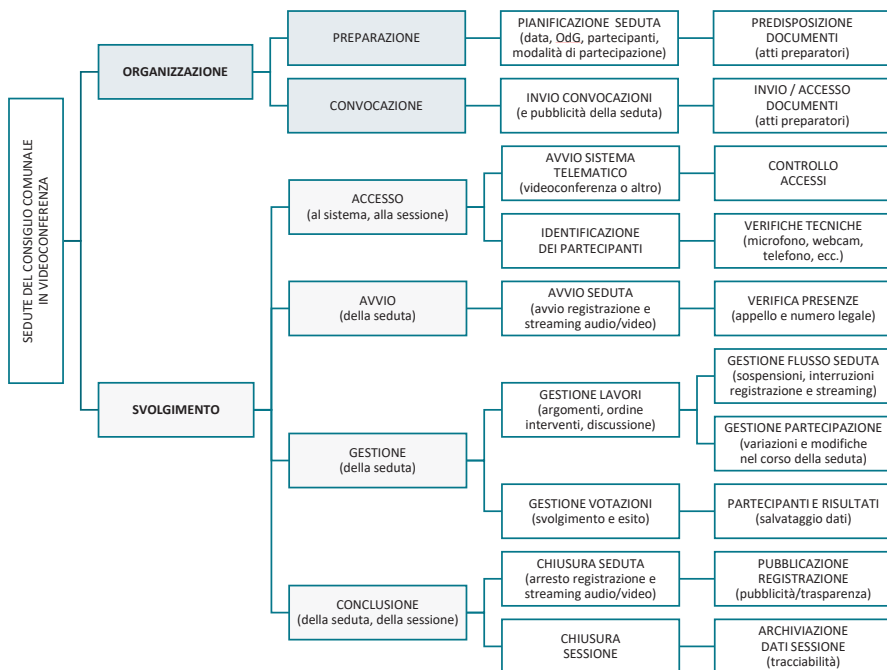 SEDUTE DEL CONSIGLIO COMUNALE
IN VIDEOCONFERENZA
ORGANIZZAZIONE
PREPARAZIONE
PIANIFICAZIONE SEDUTA
(data, OdG, partecipanti,
modalità di partecipazione)
PREDISPOSIZIONE
DOCUMENTI
(atti preparatori)
CONVOCAZIONE
INVIO CONVOCAZIONI
(e pubblicità della seduta)
INVIO / ACCESSO
DOCUMENTI
(atti preparatori)
SVOLGIMENTO
ACCESSO
(al sistema, alla sessione)
AVVIO SISTEMA
TELEMATICO
(videoconferenza o altro)
CONTROLLO
ACCESSI
IDENTIFICAZIONE
DEI PARTECIPANTI
VERIFICHE TECNICHE
(microfono, webcam,
telefono, ecc.)
AVVIO
(della seduta)
AVVIO SEDUTA
(avvio registrazione e
streaming audio/video)
VERIFICA PRESENZE
(appello e numero legale)
GESTIONE
(della seduta)
GESTIONE LAVORI
(argomenti, ordine
interventi, discussione)
GESTIONE FLUSSO SEDUTA
(sospensioni, interruzioni
registrazione e streaming)
GESTIONE PARTECIPAZIONE
(variazioni e modifiche
nel corso della seduta)
GESTIONE VOTAZIONI
(svolgimento e esito)
PARTECIPANTI E RISULTATI
(salvataggio dati)
CONCLUSIONE
(della seduta, della sessione)
CHIUSURA SEDUTA
(arresto registrazione e
streaming audio/video)
PUBBLICAZIONE
REGISTRAZIONE
(pubblicità/trasparenza)
CHIUSURA
SESSIONE
ARCHIVIAZIONE
DATI SESSIONE
(tracciabilità)